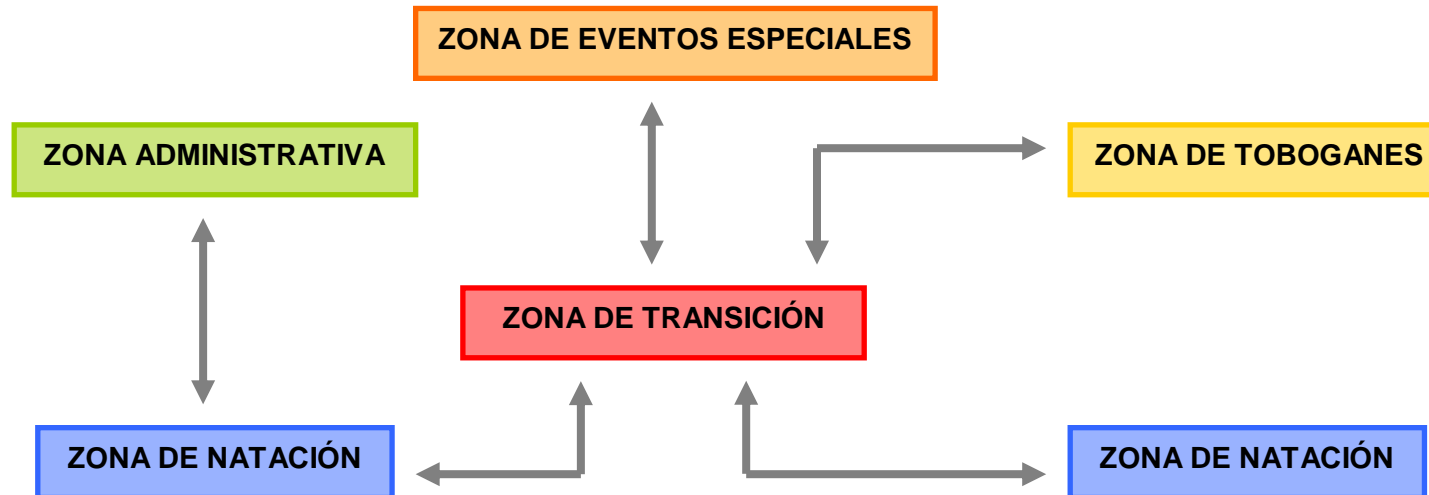 ZONA DE EVENTOS ESPECIALES
ZONA ADMINISTRATIVA
ZONA DE TOBOGANES
ZONA DE TRANSICIÓN
ZONA DE NATACIÓN
ZONA DE NATACIÓN